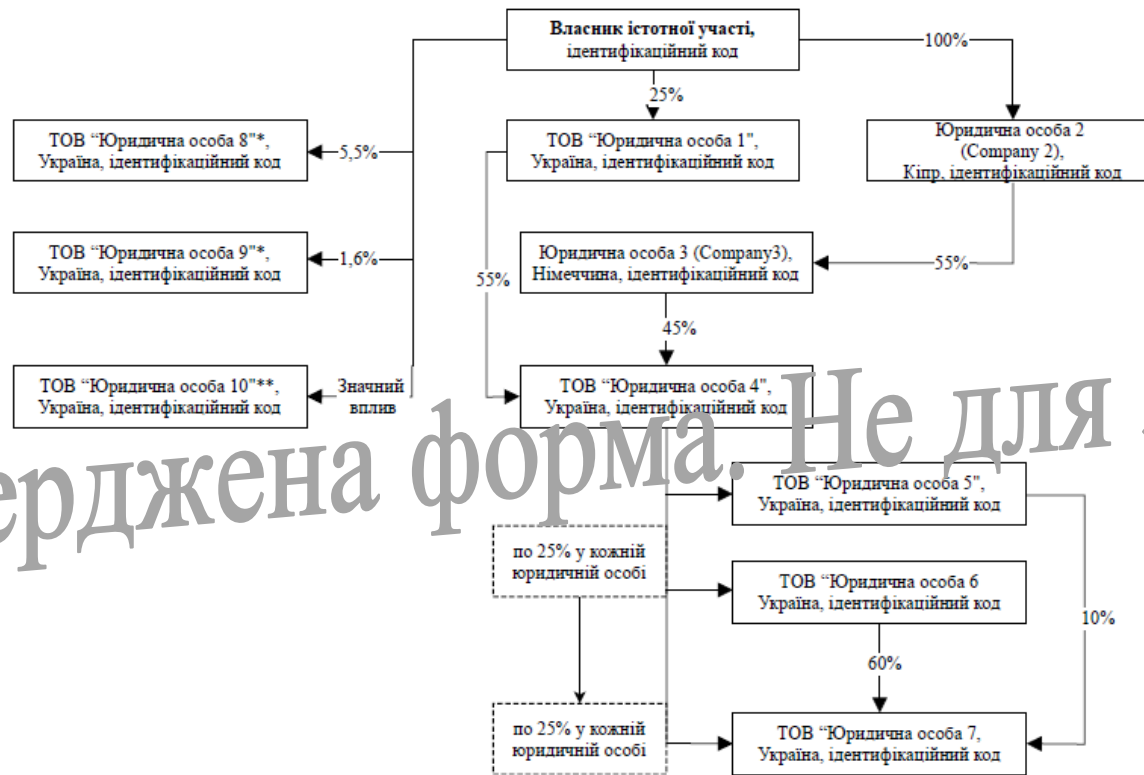 Власник істотної участі,
ідентифікаційний код
100%
25%
ТОВ “Юридична особа 8"*,
Україна, ідентифікаційний код
5,5%
ТОВ “Юридична особа 1",
Україна, ідентифікаційний код
Юридична особа 2
(Company 2),
Кіпр, ідентифікаційний код
ТОВ “Юридична особа 9"*,
Україна, ідентифікаційний код
1,6%
55%
Юридична особа 3 (Company3),
Німеччина, ідентифікаційний код
55%
45%
ТОВ “Юридична особа 10"**,
Україна, ідентифікаційний код
Значний
вплив
ТОВ “Юридична особа 4",
Україна, ідентифікаційний код
форма. Не для
ТОВ “Юридична особа 5",
Україна, ідентифікаційний код
по 25% у кожній
юридичній особі
ТОВ “Юридична особа 6
Україна, ідентифікаційний код
10%
60%
по 25% у кожній
юридичній особі
ТОВ “Юридична особа 7,
Україна, ідентифікаційний код